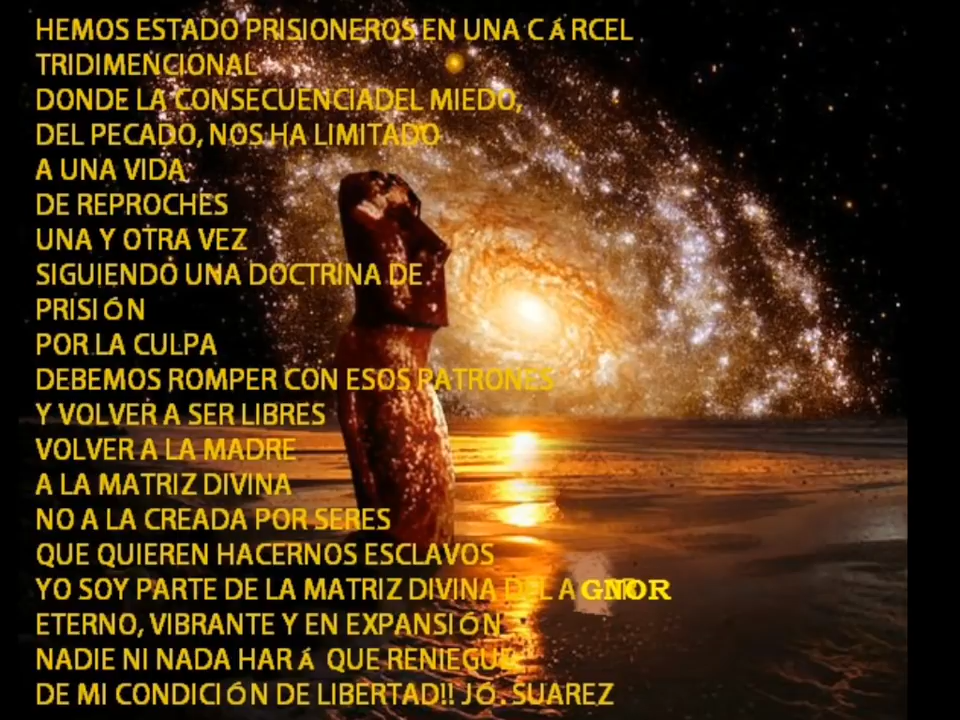 HEMOS ESTADO PRISIONEROS EN UNA CÁRCEL
TRIDIMENCIONAL
DONDE LA CONSECUENCIADEL MIEDO,
DEL PECADO, NOS HA LIMITADO
A UNA VIDA
DE REPROCHES
UNA Y OTRA VEZ
SIGUIENDO UNA DOCTRINA DE
PRISIÓN
POR LA CULPA
DEBEMOS ROMPER CON ESOS PATRONES
Y VOLVER A SER LIBRES
VOLVER A LA MADRE
A LA MATRIZ DIVINA
NO A LA CREADA POR SERES
QUE QUIEREN HACERNOS ESCLAVOS
YO SOY PARTE DE LA MATRIZ DIVINA DEL
ETERNO, VIBRANTE Y EN EXPANSIÓN
NADIE NI NADA HARÁ QUE RENIEGUE
DE MI CONDICIÓN DE LIBERTAD!! JÓ. SUAREZ